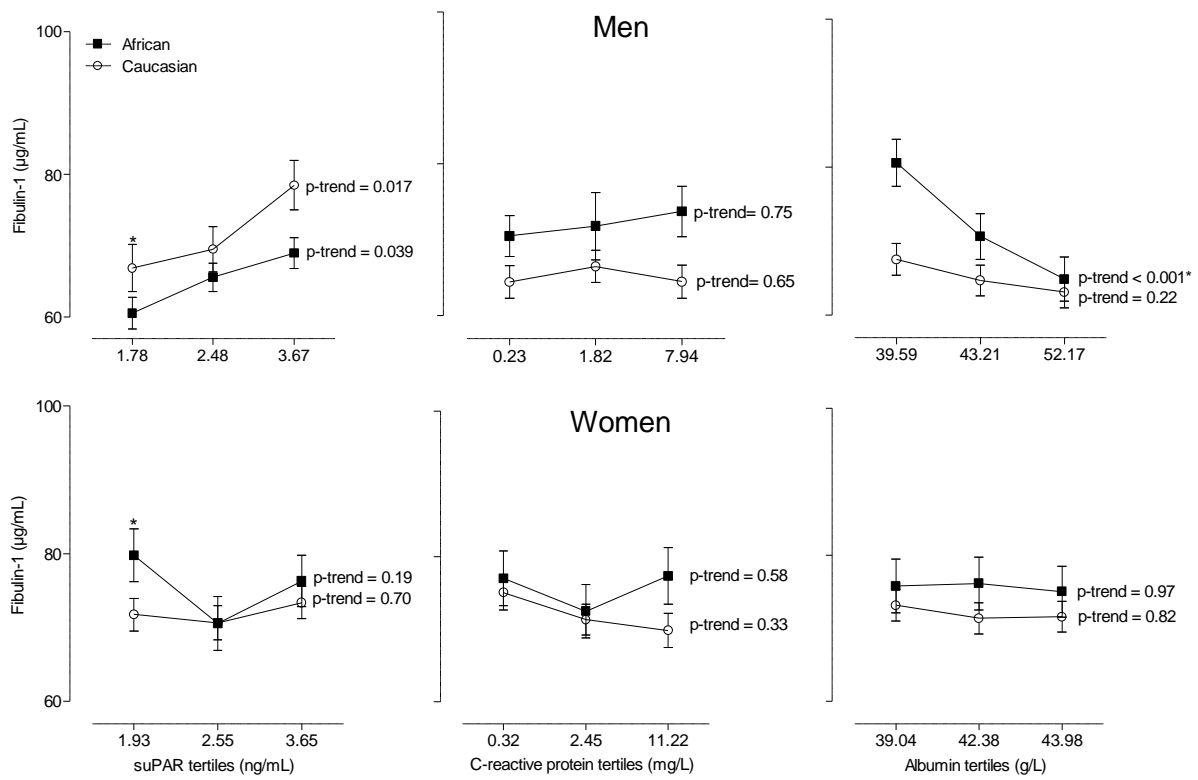 Men
100
80
60
Fibulin-1 (µg/mL)
African
Caucasian
*
p-trend = 0.017
p-trend = 0.039
1.78 2.48 3.67
p-trend= 0.75
p-trend = 0.65
0.23 1.82 7.94
p-trend < 0.001*
p-trend = 0.22
39.59 43.21 52.17
Women
100
80
60
Fibulin-1 (µg/mL)
*
p-trend = 0.19
p-trend = 0.70
1.93 2.55 3.65
suPAR tertiles (ng/mL)
p-trend = 0.58
p-trend = 0.33
0.32 2.45 11.22
C-reactive protein tertiles (mg/L)
p-trend = 0.97
p-trend = 0.82
39.04 42.38 43.98
Albumin tertiles (g/L)